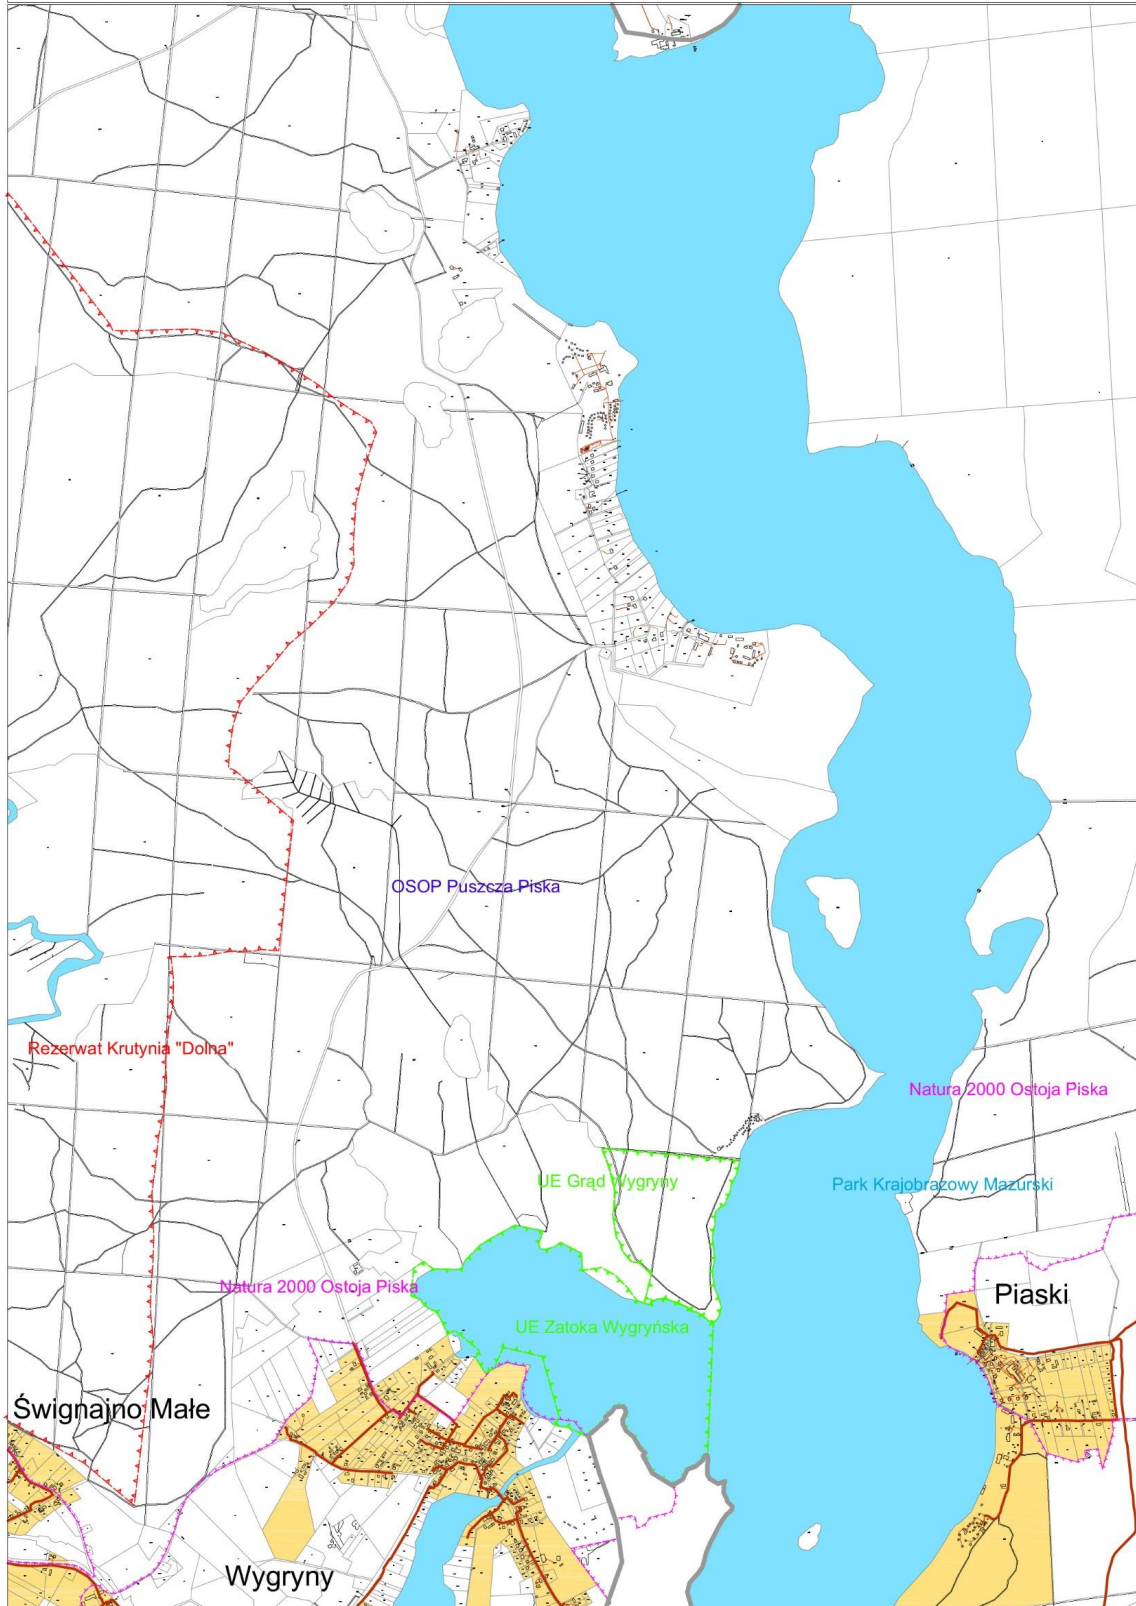 OSOP Puszcza Piska
Rezerwat Krutynia "Dolna"
Natura 2000 Ostoja Piska
UE Grąd Wygryny
Park Krajobrazowy Mazurski
Natura 2000 Ostoja Piska
Piaski
UE Zatoka Wygryńska
Śwignajno Małe
Wygryny